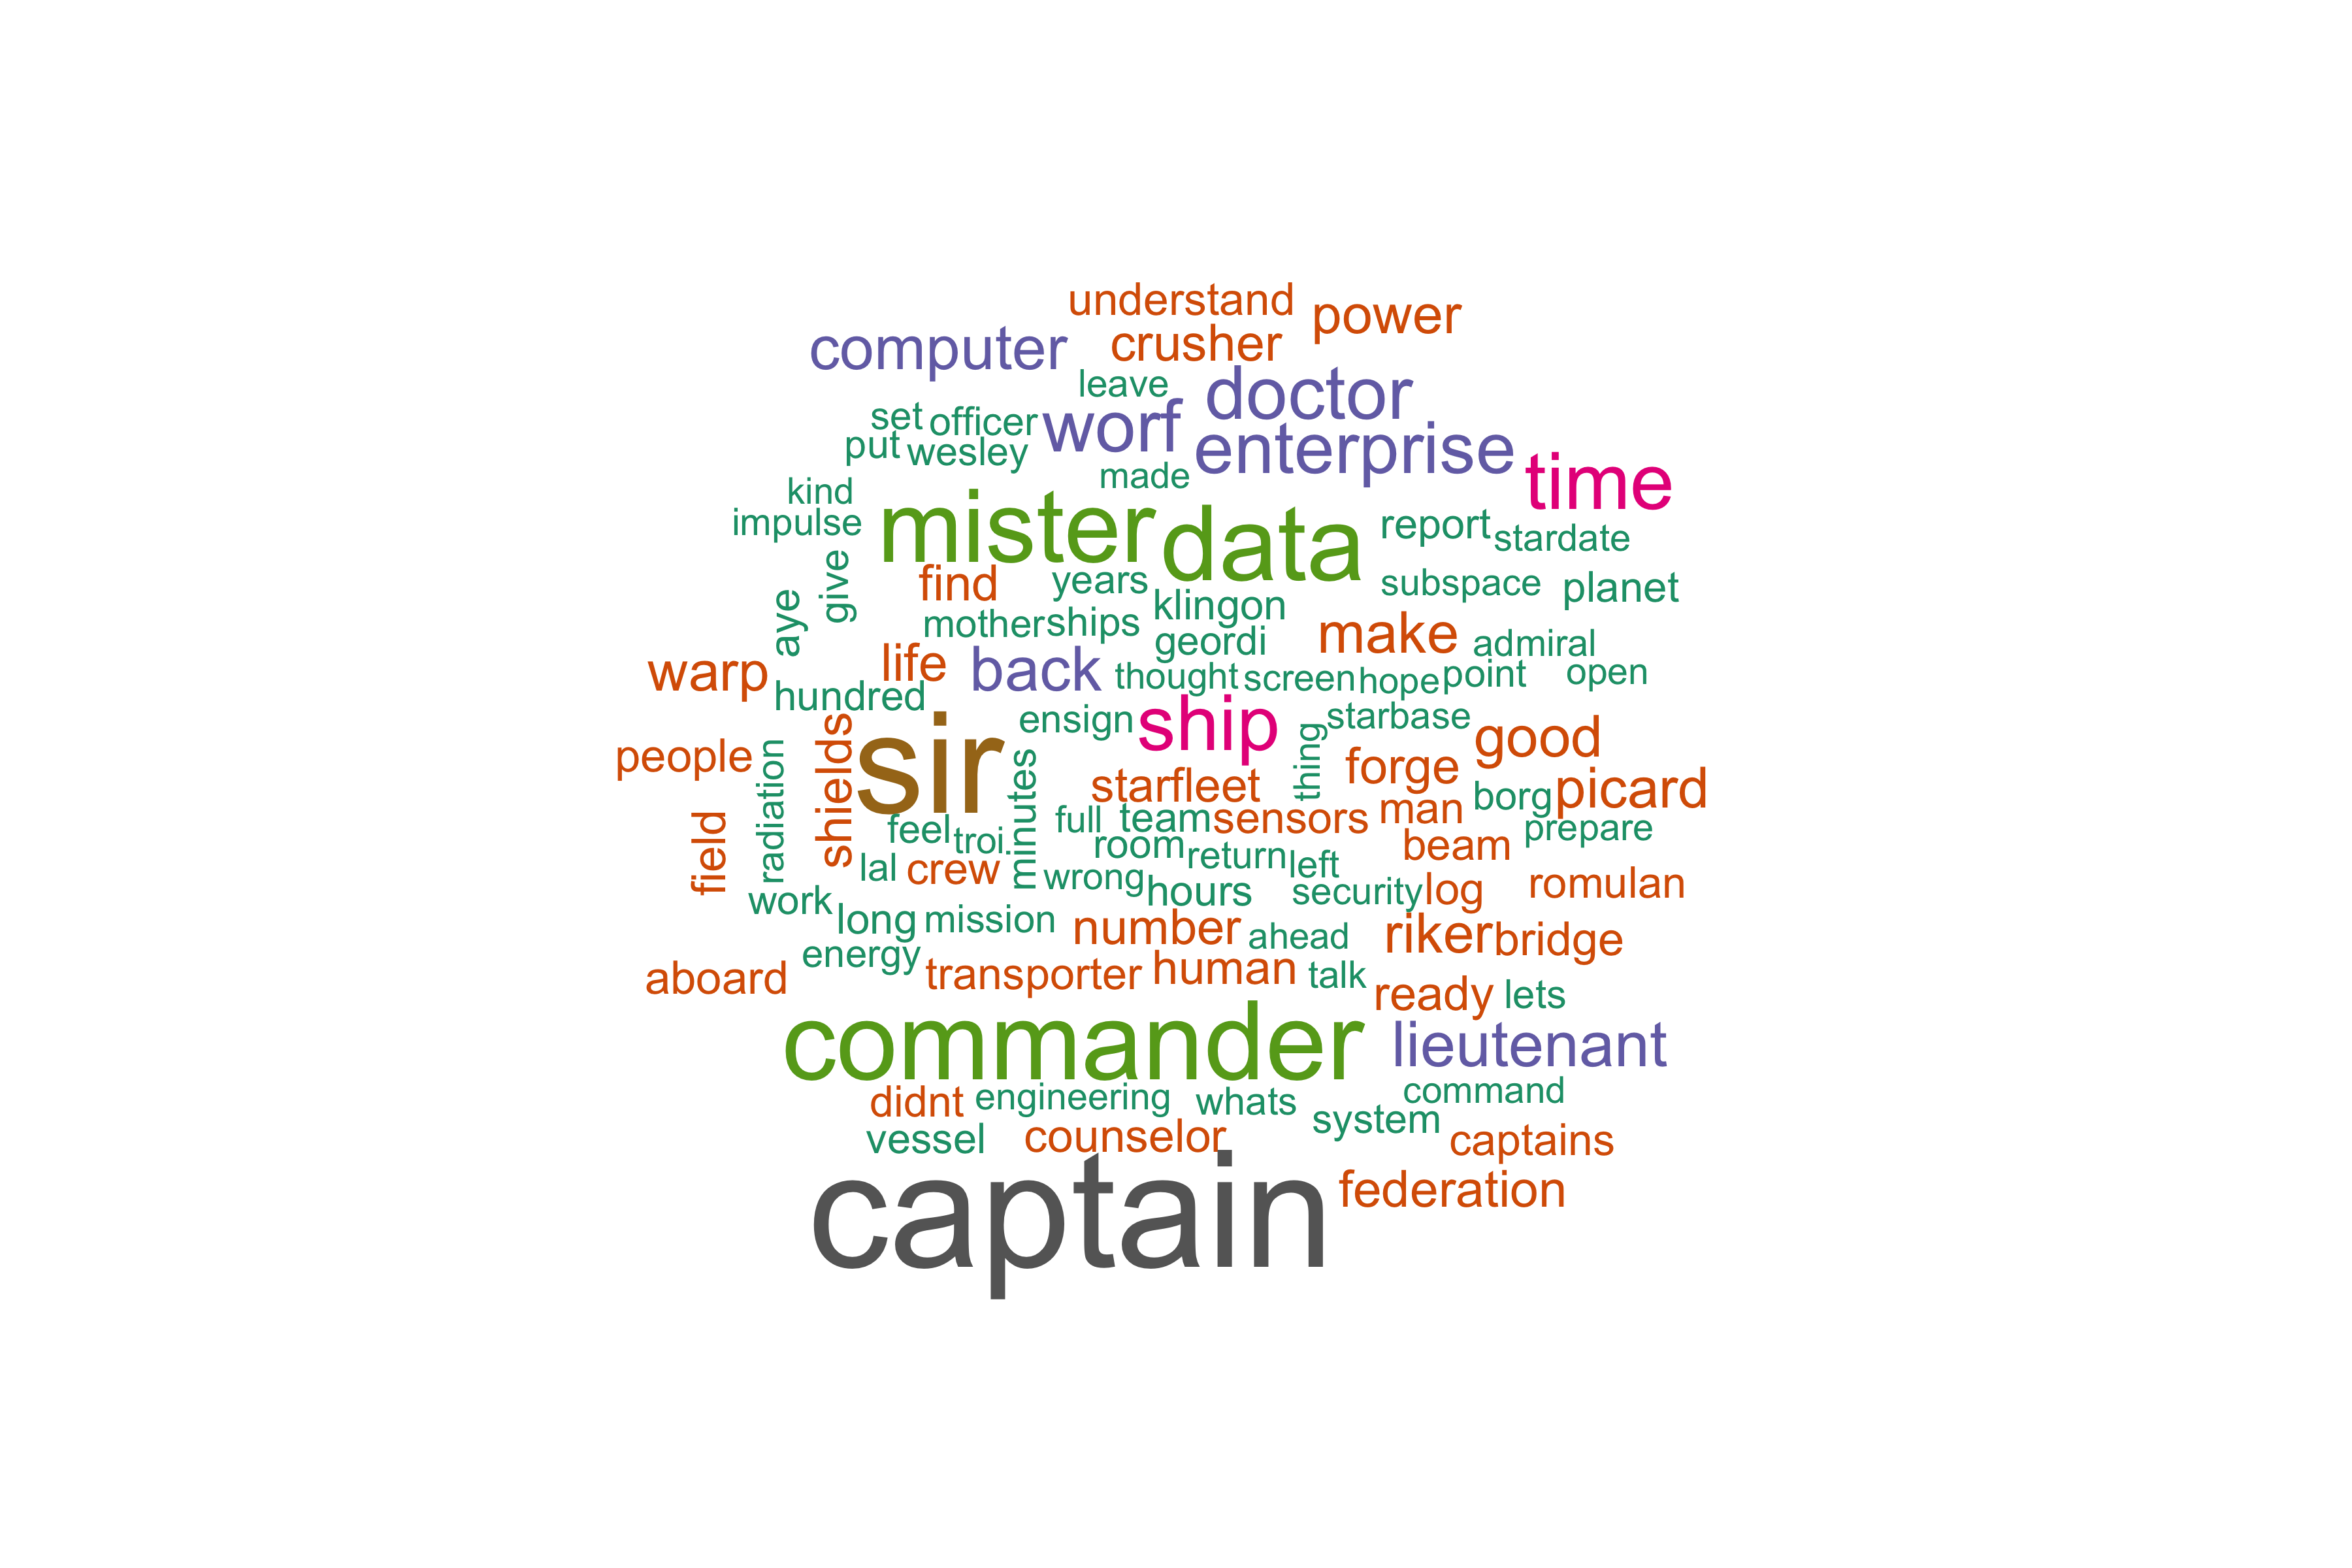 understand
power
crusher
computer
leave
doctor
set
officer
worf
enterprise
put
wesley
made
time
kind
impulse
mister
data
report
stardate
give
find
years
subspace
planet
aye
klingon
mother
ships
geordi
make
admiral
warp
life
back
thought
screen
hope
point
open
hundred
ensign
ship
starbase
sir
shields
people
radiation
minutes
thing
good
forge
picard
starfleet
man
borg
field
feel
troi
full
team
sensors
prepare
room
return
left
beam
lal
crew
wrong
hours
security
log
romulan
work
long
mission
number
ahead
riker
bridge
energy
aboard
transporter
human
talk
ready
lets
commander
lieutenant
didnt
engineering
whats
command
system
vessel
counselor
captains
captain
federation